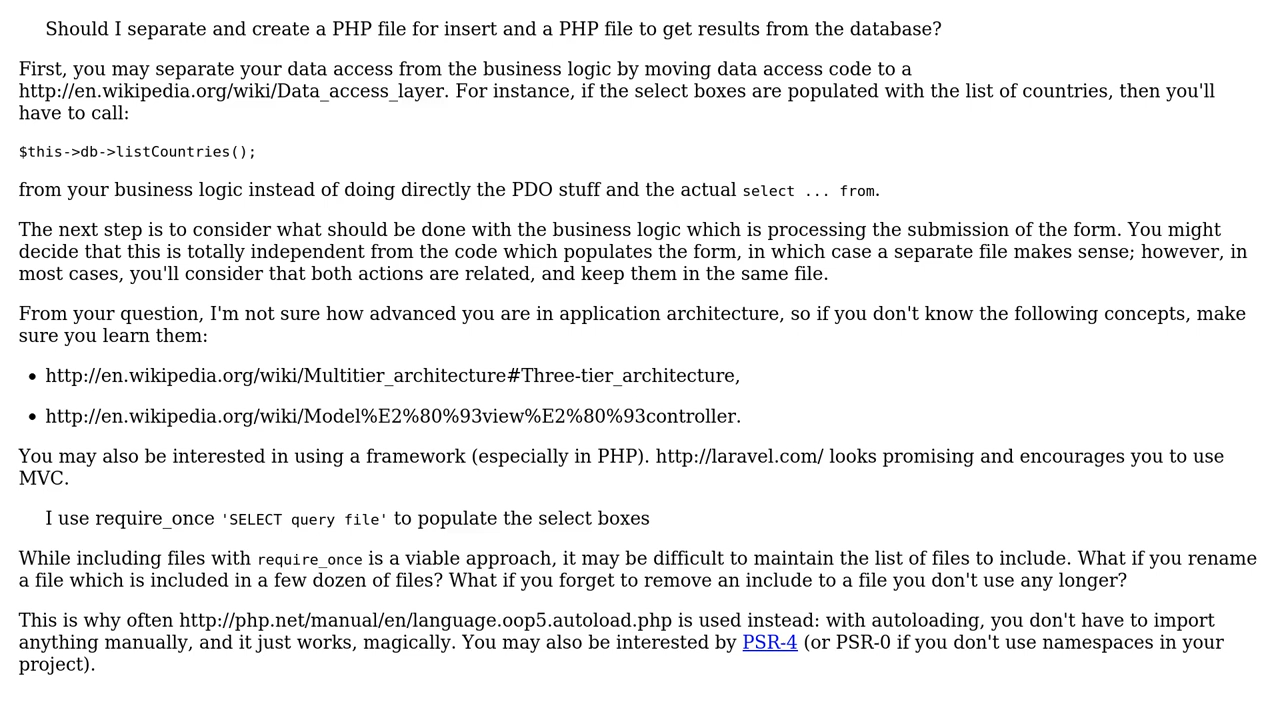 Should I separate and create a PHP file for insert and a PHP file to get results from the database?
First, you may separate your data access from the business logic by moving data access code to a
http://en.wikipedia.org/wiki/Data_access_layer. For instance, if the select boxes are populated with the list of countries, then you'll
have to call:
$this->db->listCountries();
from your business logic instead of doing directly the PDO stuff and the actual select ... from.
The next step is to consider what should be done with the business logic which is processing the submission of the form. You might
decide that this is totally independent from the code which populates the form, in which case a separate file makes sense; however, in
most cases, you'll consider that both actions are related, and keep them in the same file.
From your question, I'm not sure how advanced you are in application architecture, so if you don't know the following concepts, make
sure you learn them:
• http://en.wikipedia.org/wiki/Multitier_architecture#Three-tier_architecture,
• http://en.wikipedia.org/wiki/Model%E2%80%93view%E2%80%93controller.
You may also be interested in using a framework (especially in PHP). http://laravel.com/ looks promising and encourages you to use
MVC.
I use require_once 'SELECT query file' to populate the select boxes
While including files with require_once is a viable approach, it may be difficult to maintain the list of files to include. What if you rename
a file which is included in a few dozen of files? What if you forget to remove an include to a file you don't use any longer?
This is why often http://php.net/manual/en/language.oop5.autoload.php is used instead: with autoloading, you don't have to import
anything manually, and it just works, magically. You may also be interested by PSR-4 (or PSR-0 if you don't use namespaces in your
project).